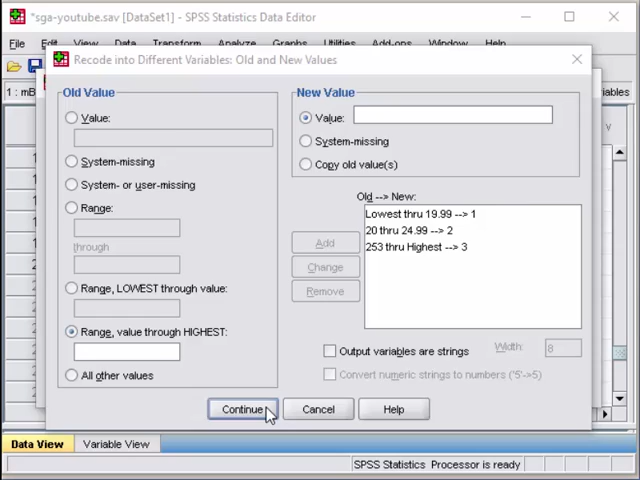 *sga-youtube.sav [DataSet1] - SPSS Statistics Data Editor
File Edit View Data Transform Analyze Graphs Utilities Add-ons Window Help
Recode into Different Variables: Old and New Values
1 : mB
iables
Old Value
Value:
System-missing
System- or user-missing
Range:
through
Range, LOWEST through value:
Range, value through HIGHEST:
All other values
New Value
Value:
System-missing
Copy old value(s)
Old --> New:
Lowest thru 19.99 --> 1
20 thru 24.99 --> 2
253 thru Highest --> 3
Add
Change
Remove
Output variables are strings Width: 8
Convert numeric strings to numbers ('5'->5)
Continue Cancel Help
Data View Variable View
SPSS Statistics Processor is ready